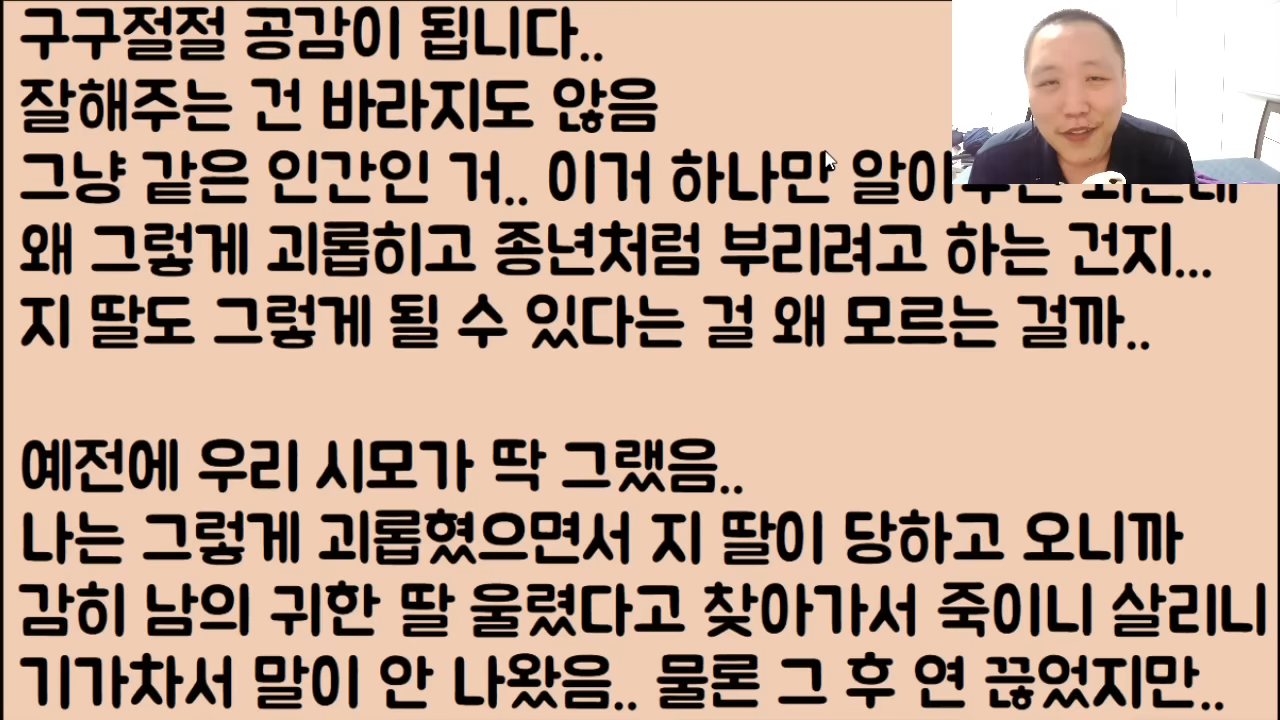 구구절절 공감이 됩니다..
잘해주는 건 바라지도 않음
그냥 같은 인간인 거.. 이거 하나만
왜 그렇게 괴롭히고 종년처럼 부리려고 하는 건지...
지 딸도 그렇게 될 수 있다는 걸 왜 모르는 걸까..
예전에 우리 시모가 딱 그랬음..
나는 그렇게 괴롭혔으면서 지 딸이 당하고 오니까
감히 남의 귀한 딸 울렸다고 찾아가서 죽이니 살리니
기가차서 말이 안 나왔음.. 물론 그 후 연 끊었지만..